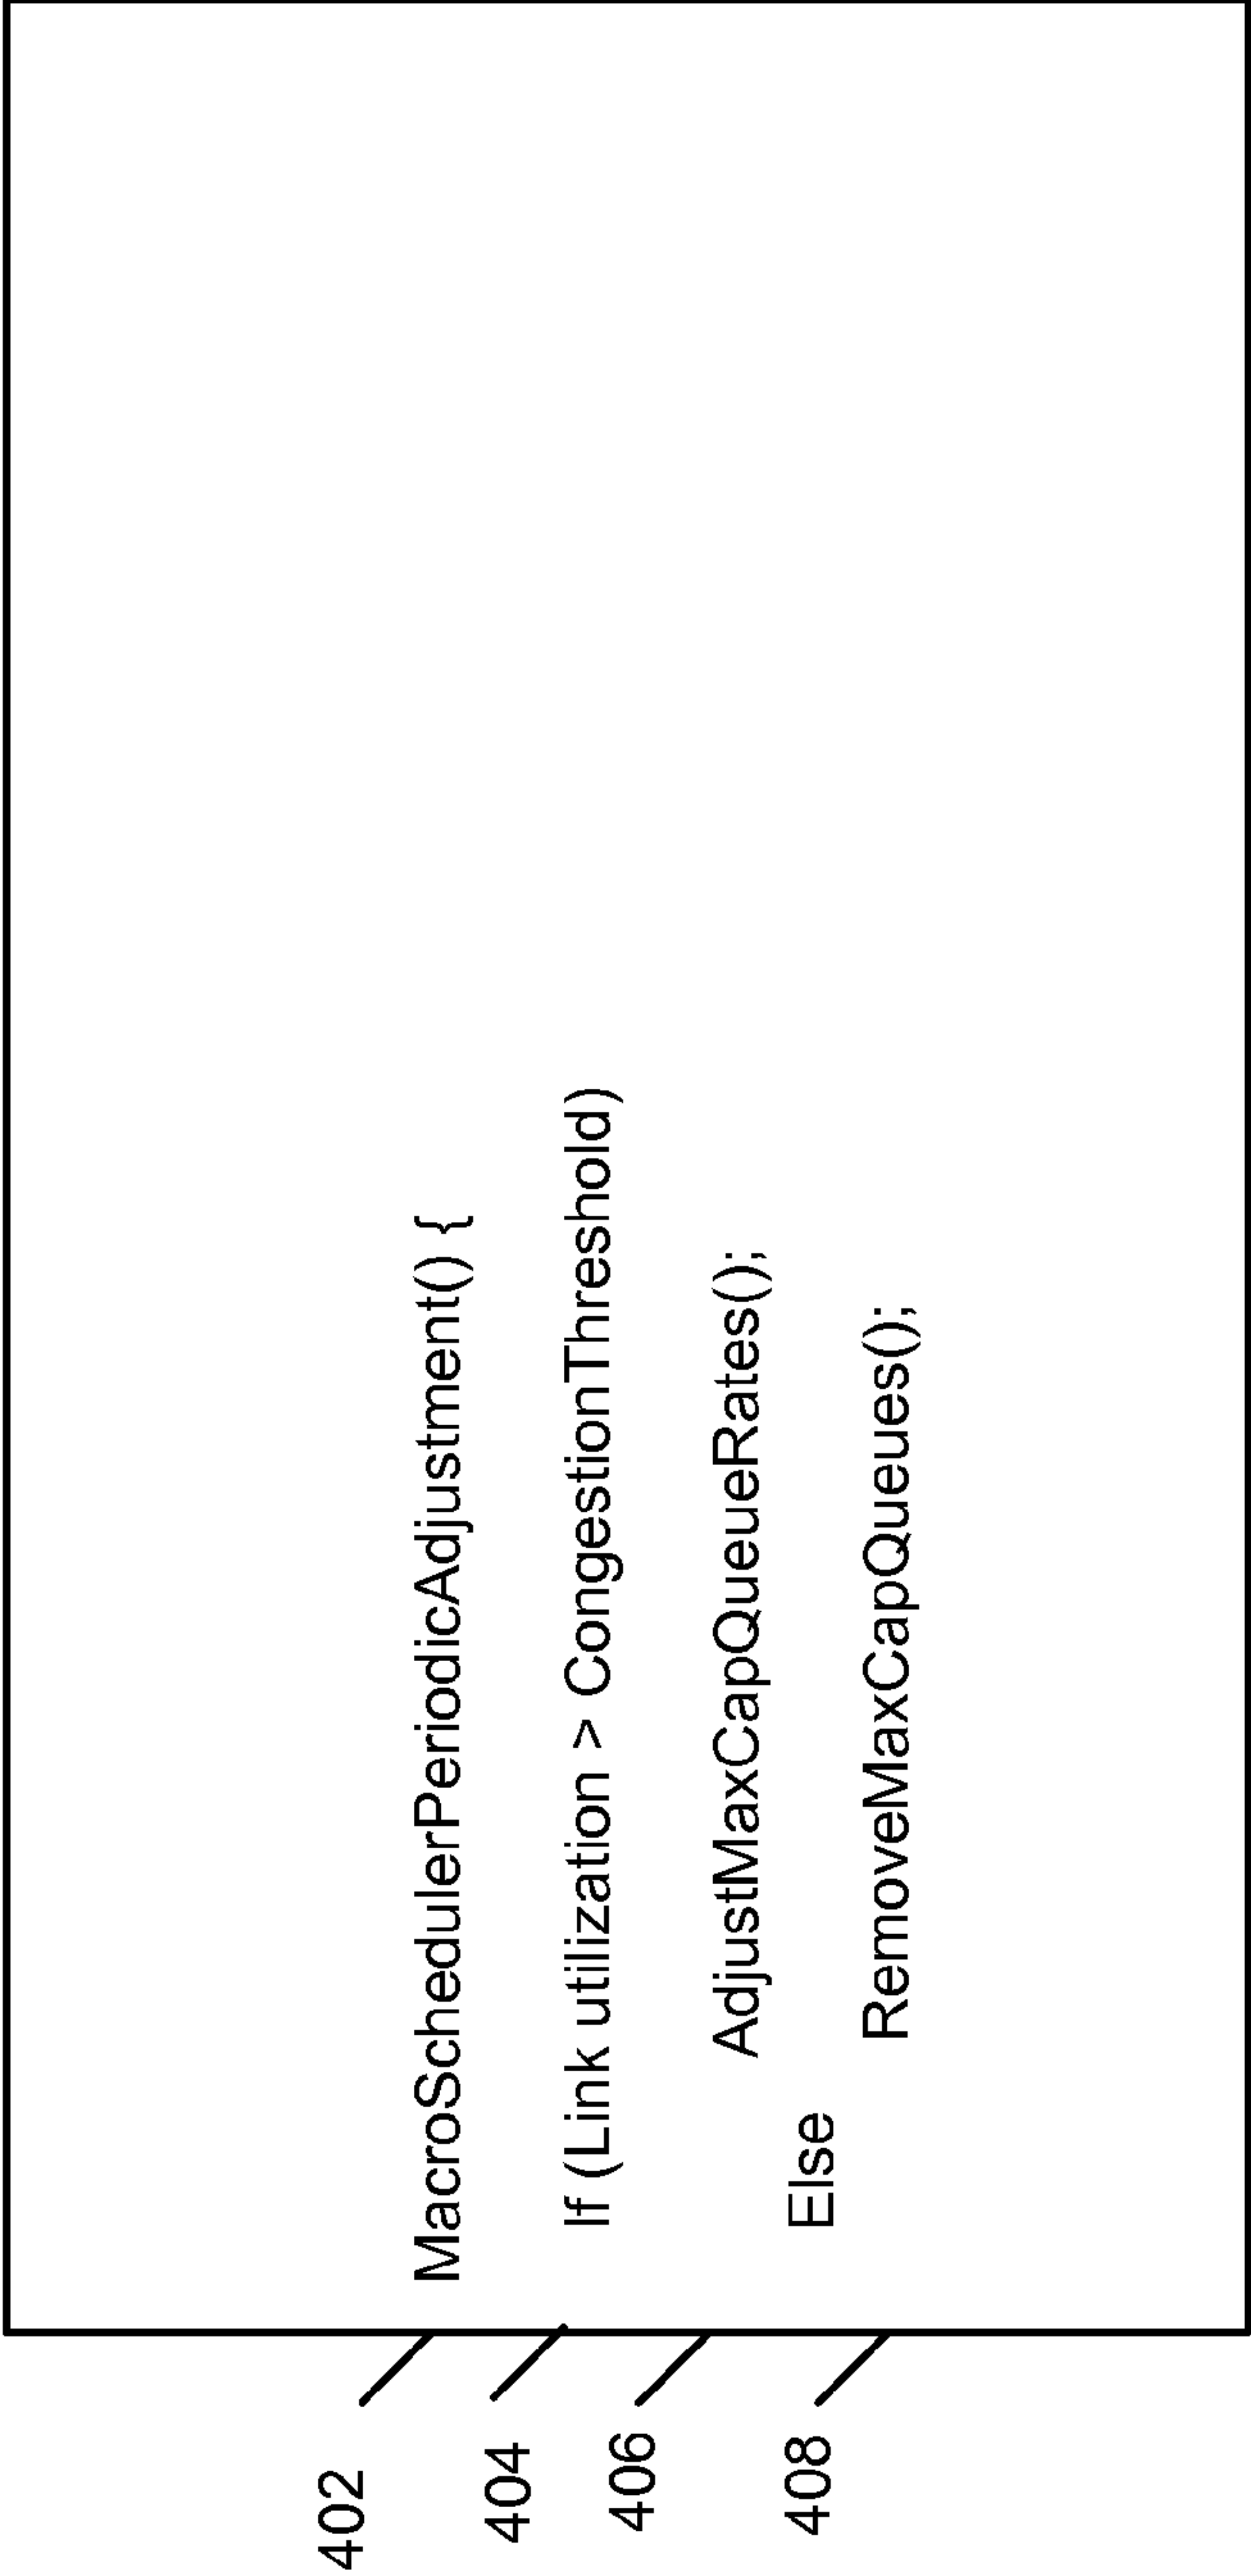 402 MacroSchedulerPeriodicAdjustment() {
404 If (Link utilization > CongestionThreshold)
406 AdjustMaxCapQueueRates();
Else
408 RemoveMaxCapQueues();